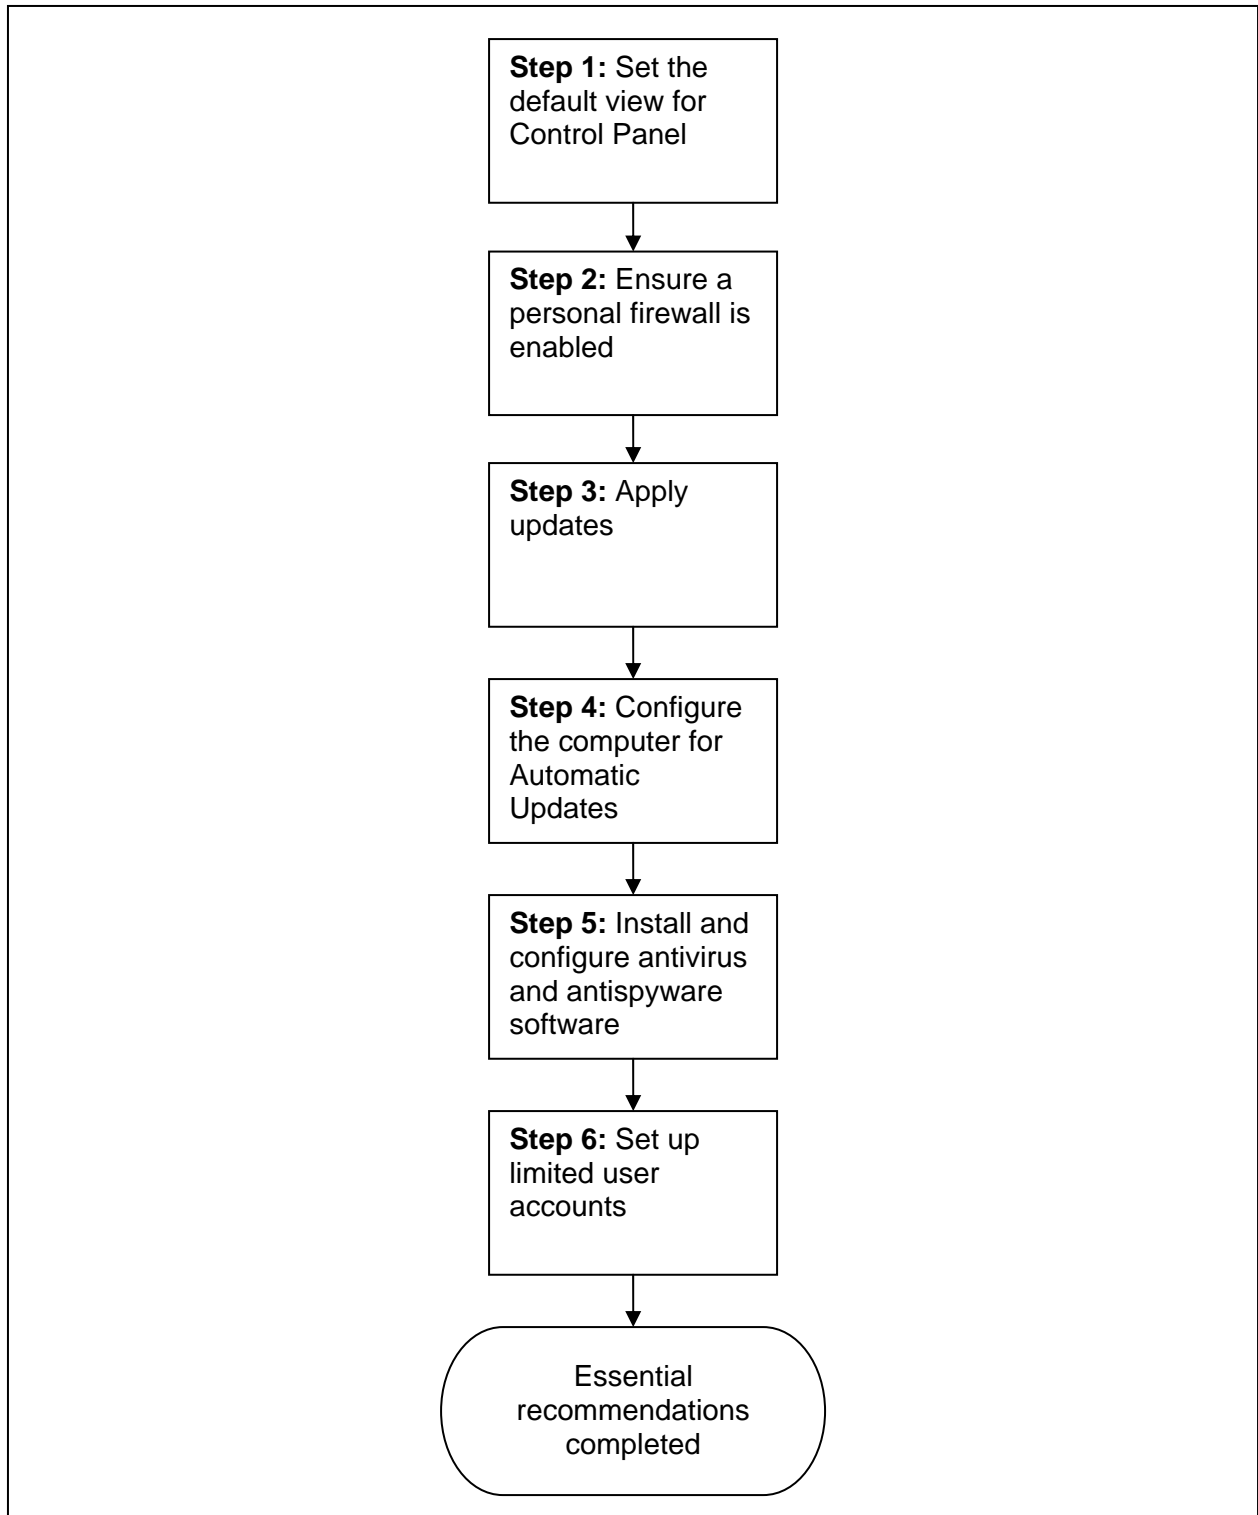 Step 1: Set the
default view for
Control Panel
Step 2: Ensure a
personal firewall is
enabled
Step 3: Apply
updates
Step 4: Configure
the computer for
Automatic
Updates
Step 5: Install and
configure antivirus
and antispyware
software
Step 6: Set up
limited user
accounts
Essential
recommendations
completed